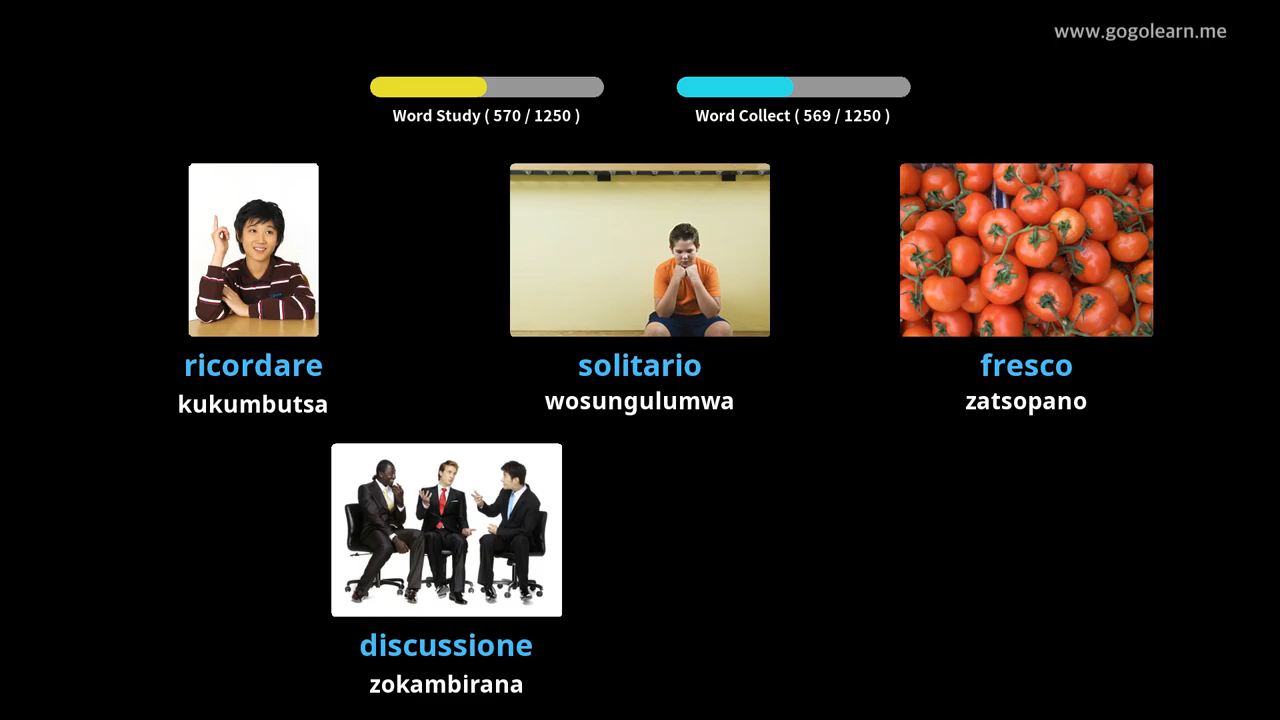 www.gogolearn.me
Word Study ( 570 / 1250 )
Word Collect ( 569 / 1250 )
ricordare
kukumbutsa
solitario
wosungulumwa
fresco
zatsopano
discussione
zokambirana